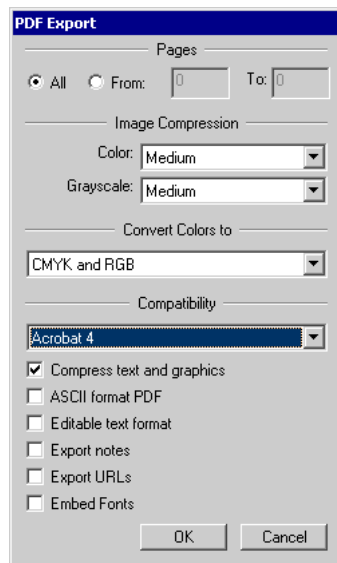 PDF Export
Pages
All From: 0 To: 0
Image Compression
Color: Medium
Grayscale: Medium
Convert Colors to
CMYK and RGB
Compatibility
Acrobat 4
Compress text and graphics
ASCII format PDF
Editable text format
Export notes
Export URLs
Embed Fonts
OK Cancel